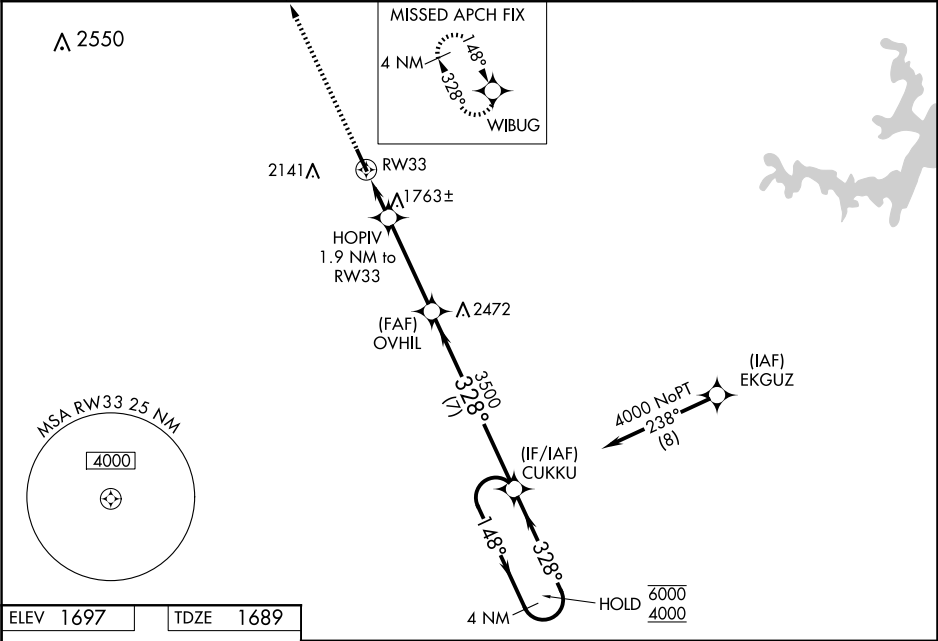 2550
MISSED APCH FIX
4 NM
148°
328°
WIBUG
2141
RW33
1763±
HOPIV
1.9 NM to
RW33
(FAF)
OVHIL
2472
3500
328°
(7)
(IAF)
EKGUZ
4000 NoPT
238°
(8)
(IF/IAF)
CUKKU
148°
328°
4 NM
HOLD
6000
4000
MSA RW33 25 NM
4000
ELEV 1697
TDZE 1689